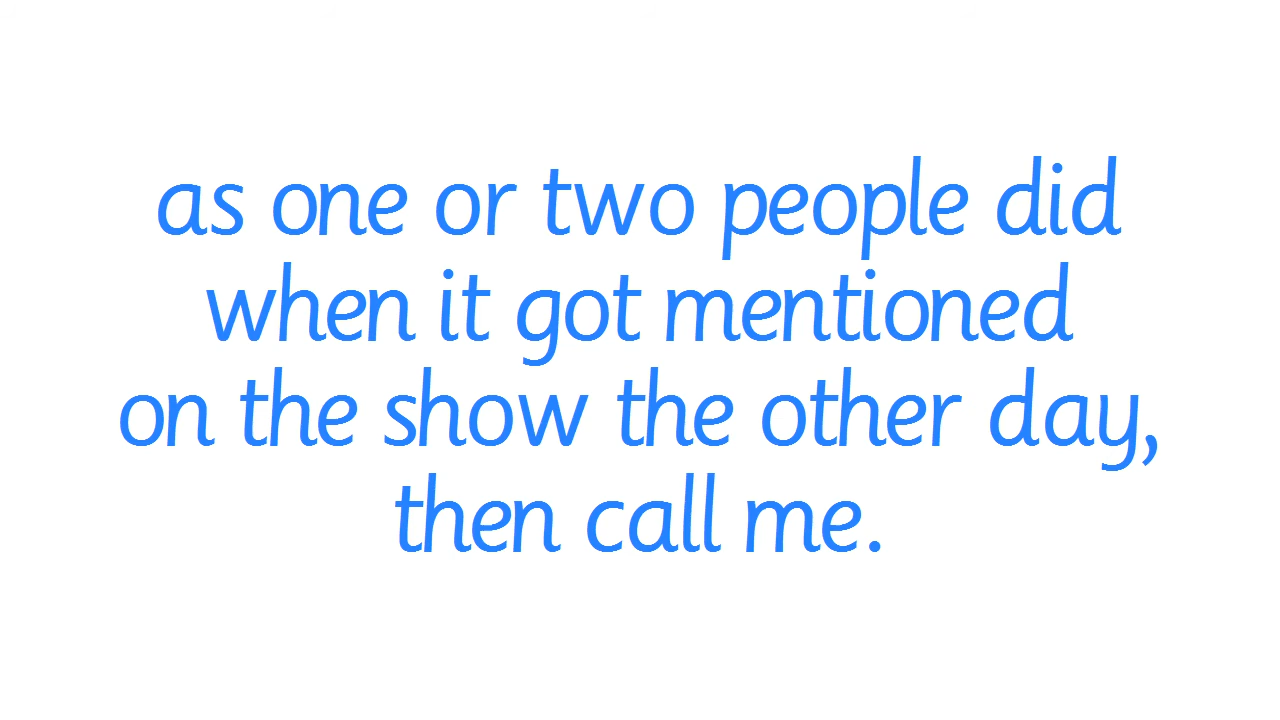 as one or two people did
when it got mentioned
on the show the other day,
then call me.